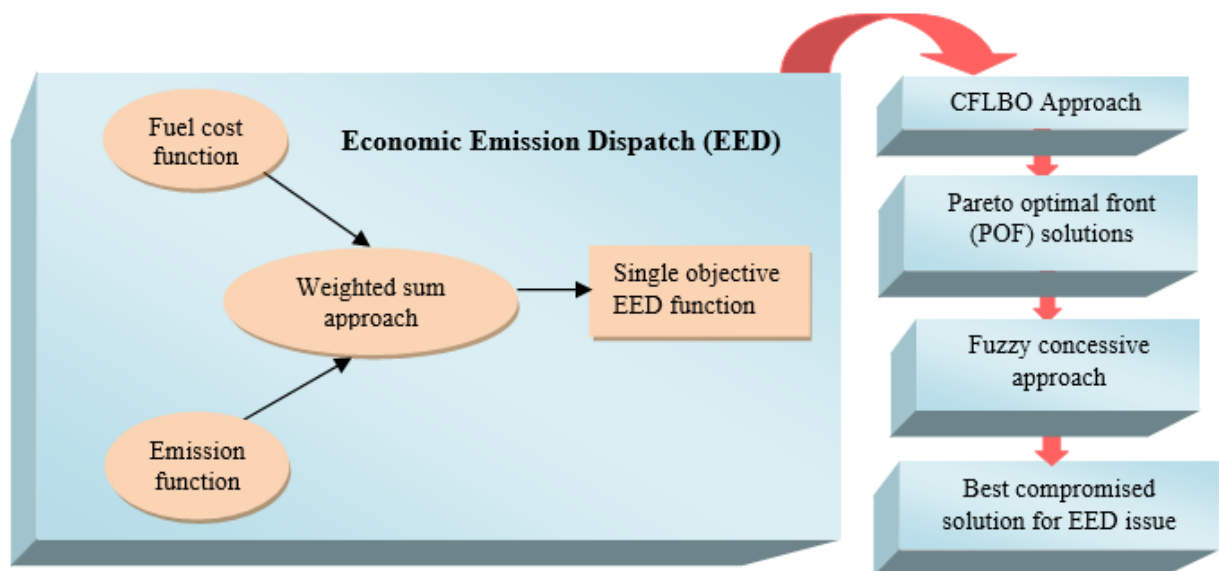 Fuel cost
function
Economic Emission Dispatch (EED)
Weighted sum
approach
Single objective
EED function
Emission
function
CFLBO Approach
Pareto optimal front
(POF) solutions
Fuzzy concessive
approach
Best compromised
solution for EED issue